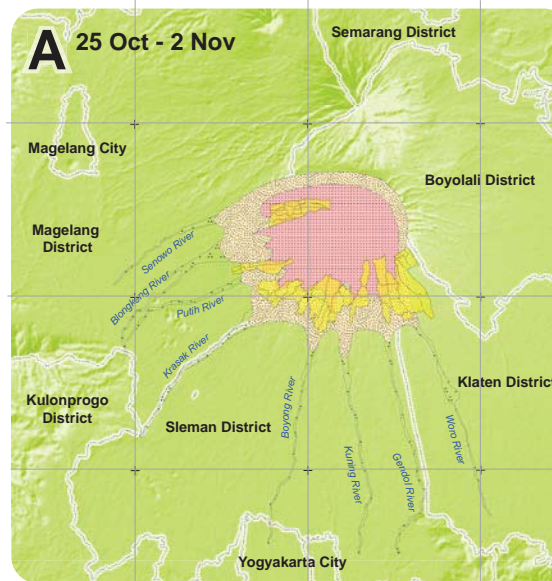 A 25 Oct - 2 Nov
Semarang District
Magelang City
Boyolali District
Magelang
District
Senowo River
Blongkeng River
Putih River
Krasak River
Kulonprogo
District
Klaten District
Sleman District
Boyong River
Kuning River
Gendol River
Woro River
Yogyakarta City